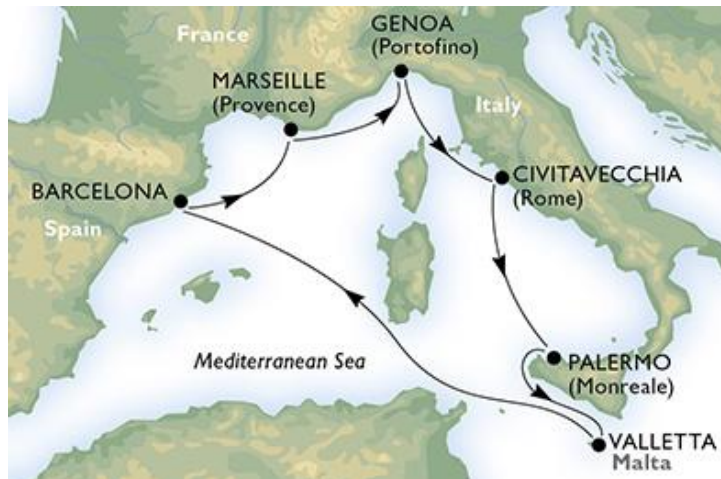 GENOA
(Portofino)
France
MARSEILLE
(Provence)
Italy
BARCELONA
CIVITAVECCHIA
(Rome)
Spain
Mediterranean Sea
PALERMO
(Monreale)
VALLETTA
Malta